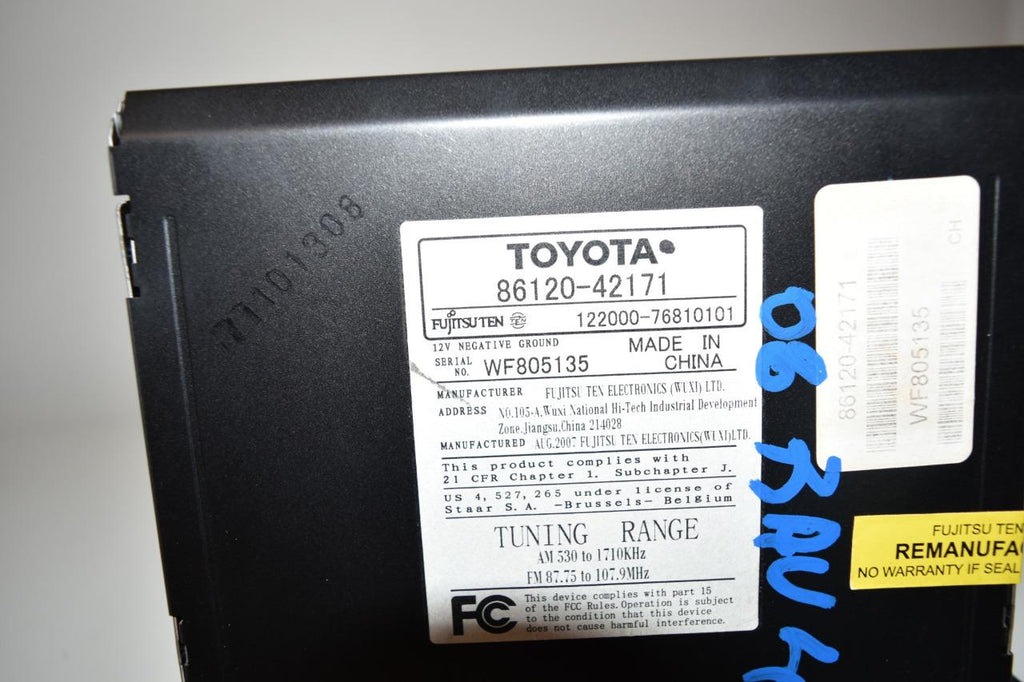 77101308
TOYOTA
86120-42171
FUJITSU TEN TEN 122000-76810101
12V NEGATIVE GROUND
MADE IN CHINA
SERIAL NO. WF805135
MANUFACTURER FUJITSU TEN ELECTRONICS (WUXI) LTD.
ADDRESS NO.105-A,Wuxi National Hi-Tech Industrial Development
Zone,Jiangsu,China 214028
MANUFACTURED AUG.2007 FUJITSU TEN ELECTRONICS(WUXI)LTD.
This product complies with
21 CFR Chapter 1. Subchapter J.
US 4, 527, 265 under license of
Staar S.A. -Brussels- Belgium
TUNING RANGE
AM 530 to 1710KHz
FM 87.75 to 107.9MHz
FC This device complies with part 15
of the FCC Rules. Operation is subject
to the condition that this device
does not cause harmful interference.
86120-42171
WF805135
CH
08 RAV 4
FUJITSU TEN
REMANUFA
NO WARRANTY IF SEAL